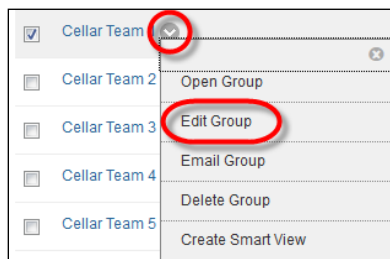 Cellar Team
Cellar Team 2
Cellar Team 3
Cellar Team 4
Cellar Team 5
Open Group
Edit Group
Email Group
Delete Group
Create Smart View